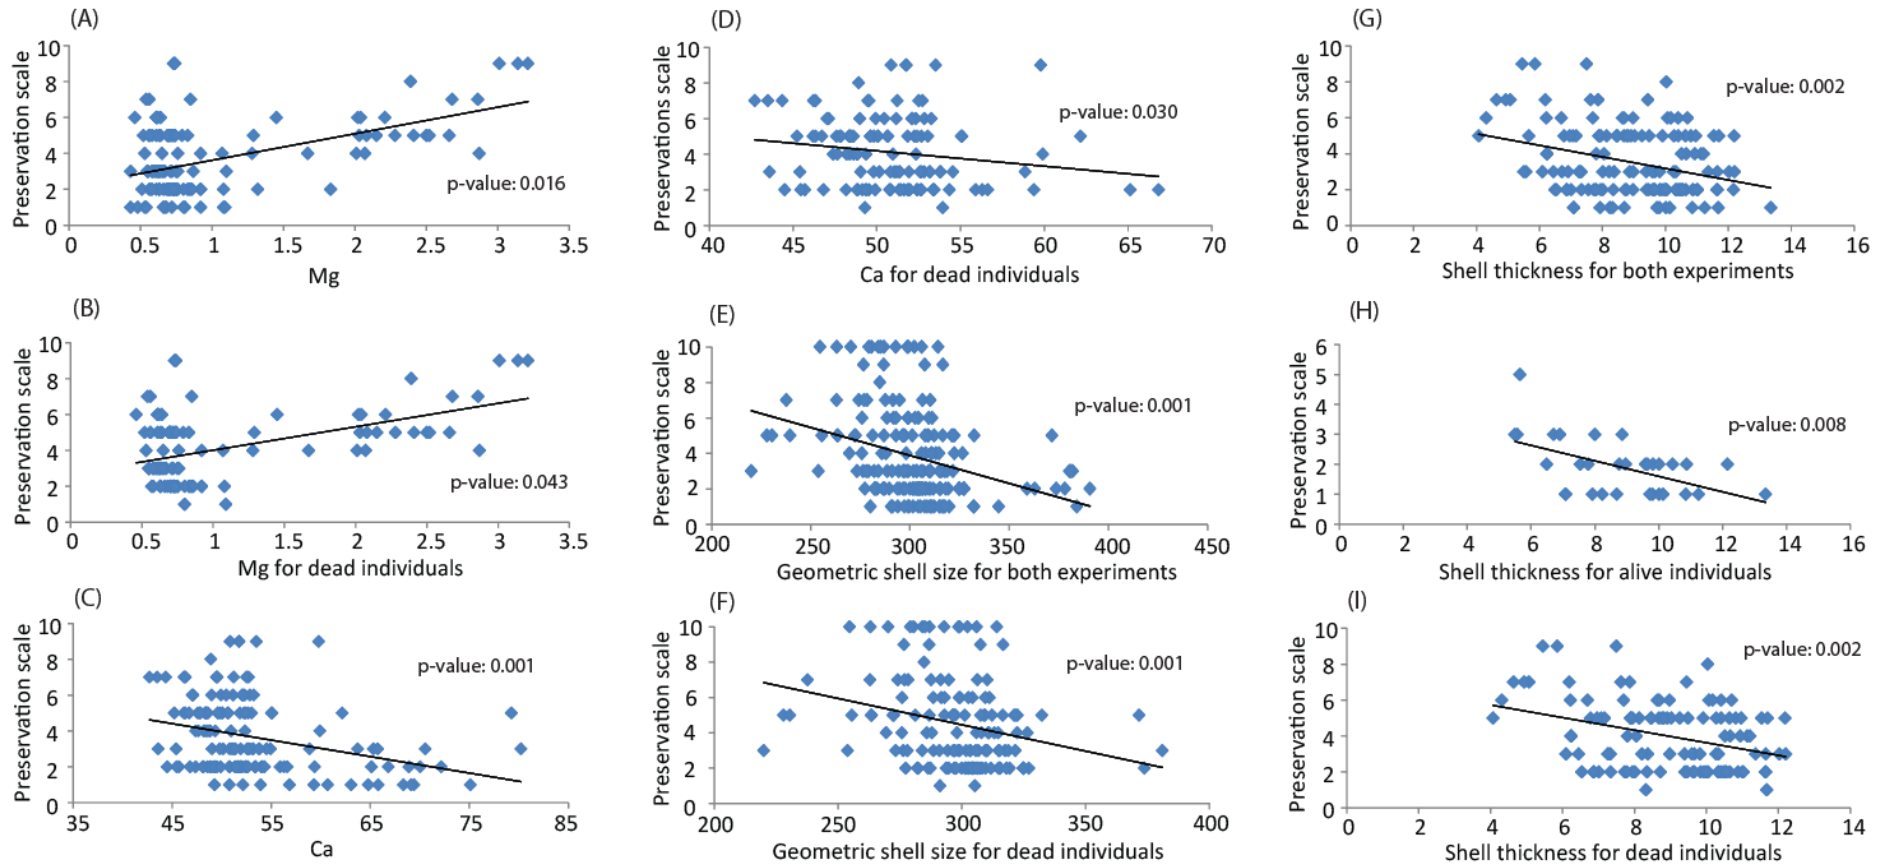 (A)
Preservation scale
10
8
6
4
2
0
p-value: 0.016
0 0.5 1 1.5 2 2.5 3 3.5
Mg
(B)
Preservation scale
10
8
6
4
2
0
p-value: 0.043
0 0.5 1 1.5 2 2.5 3 3.5
Mg for dead individuals
(C)
Preservation scale
10
8
6
4
2
0
p-value: 0.001
35 45 55 65 75 85
Ca
(D)
Preservations scale
10
8
6
4
2
0
p-value: 0.030
40 45 50 55 60 65 70
Ca for dead individuals
(E)
Preservation scale
10
8
6
4
2
0
p-value: 0.001
200 250 300 350 400 450
Geometric shell size for both experiments
(F)
Preservation scale
10
8
6
4
2
0
p-value: 0.001
200 250 300 350 400
Geometric shell size for dead individuals
(G)
Preservation scale
10
8
6
4
2
0
p-value: 0.002
0 2 4 6 8 10 12 14 16
Shell thickness for both experiments
(H)
Preservation scale
6
5
4
3
2
1
0
p-value: 0.008
0 2 4 6 8 10 12 14 16
Shell thickness for alive individuals
(I)
Preservation scale
10
8
6
4
2
0
p-value: 0.002
0 2 4 6 8 10 12 14
Shell thickness for dead individuals